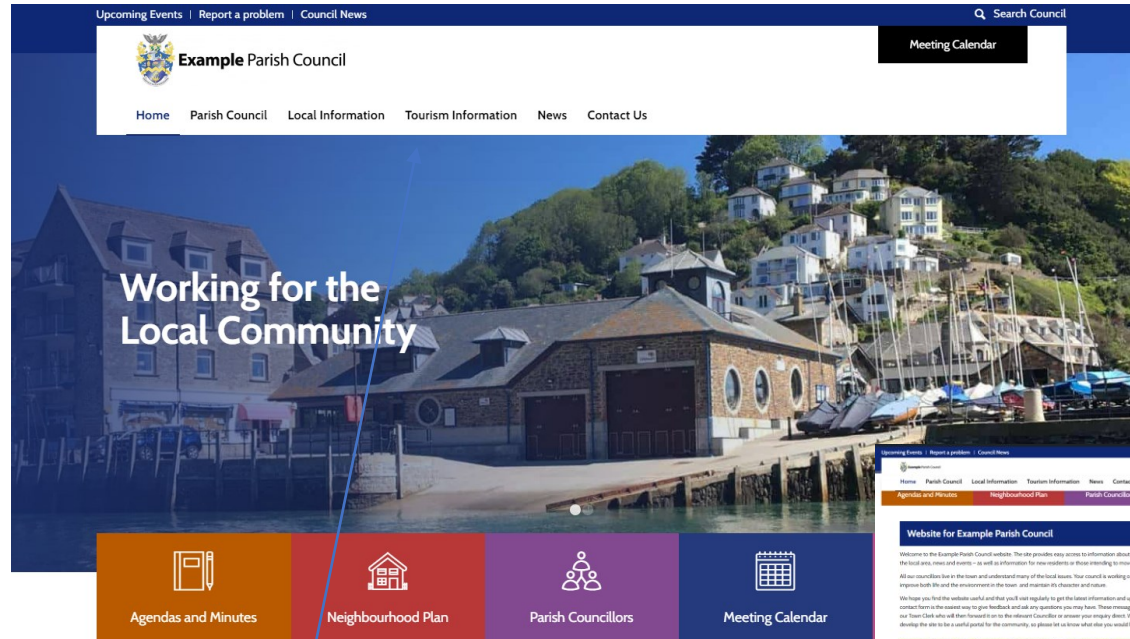 Upcoming Events | Report a problem | Council News
Search Council
Meeting Calendar
Example Parish Council
Home Parish Council Local Information Tourism Information News Contact Us
Working for the
Local Community
Agendas and Minutes
Neighbourhood Plan
Parish Councillors
Meeting Calendar
Upcoming Events | Report a problem | Council News
Example Parish Council
Home Parish Council Local Information Tourism Information News
Agendas and Minutes Neighbourhood Plan Parish
Website for Example Parish Council
Welcome to the Example Parish Council website. The site provides easy access to information about
the local area, news and events – as well as information for new residents or those intending to
All our councillors live in the town and understand many of the local issues. Your council is working
improve both life and the environment in the town and maintain it's character and nature.
We hope you find the website useful and that you'll visit regularly to get the latest information and
contact form is the easiest way to give feedback and ask any questions you may have. These
our Town Clerk who will then forward it on to the relevant Councillor or answer your enquiry direct.
develop the site to be a useful portal for the community, so please let us know what else you would